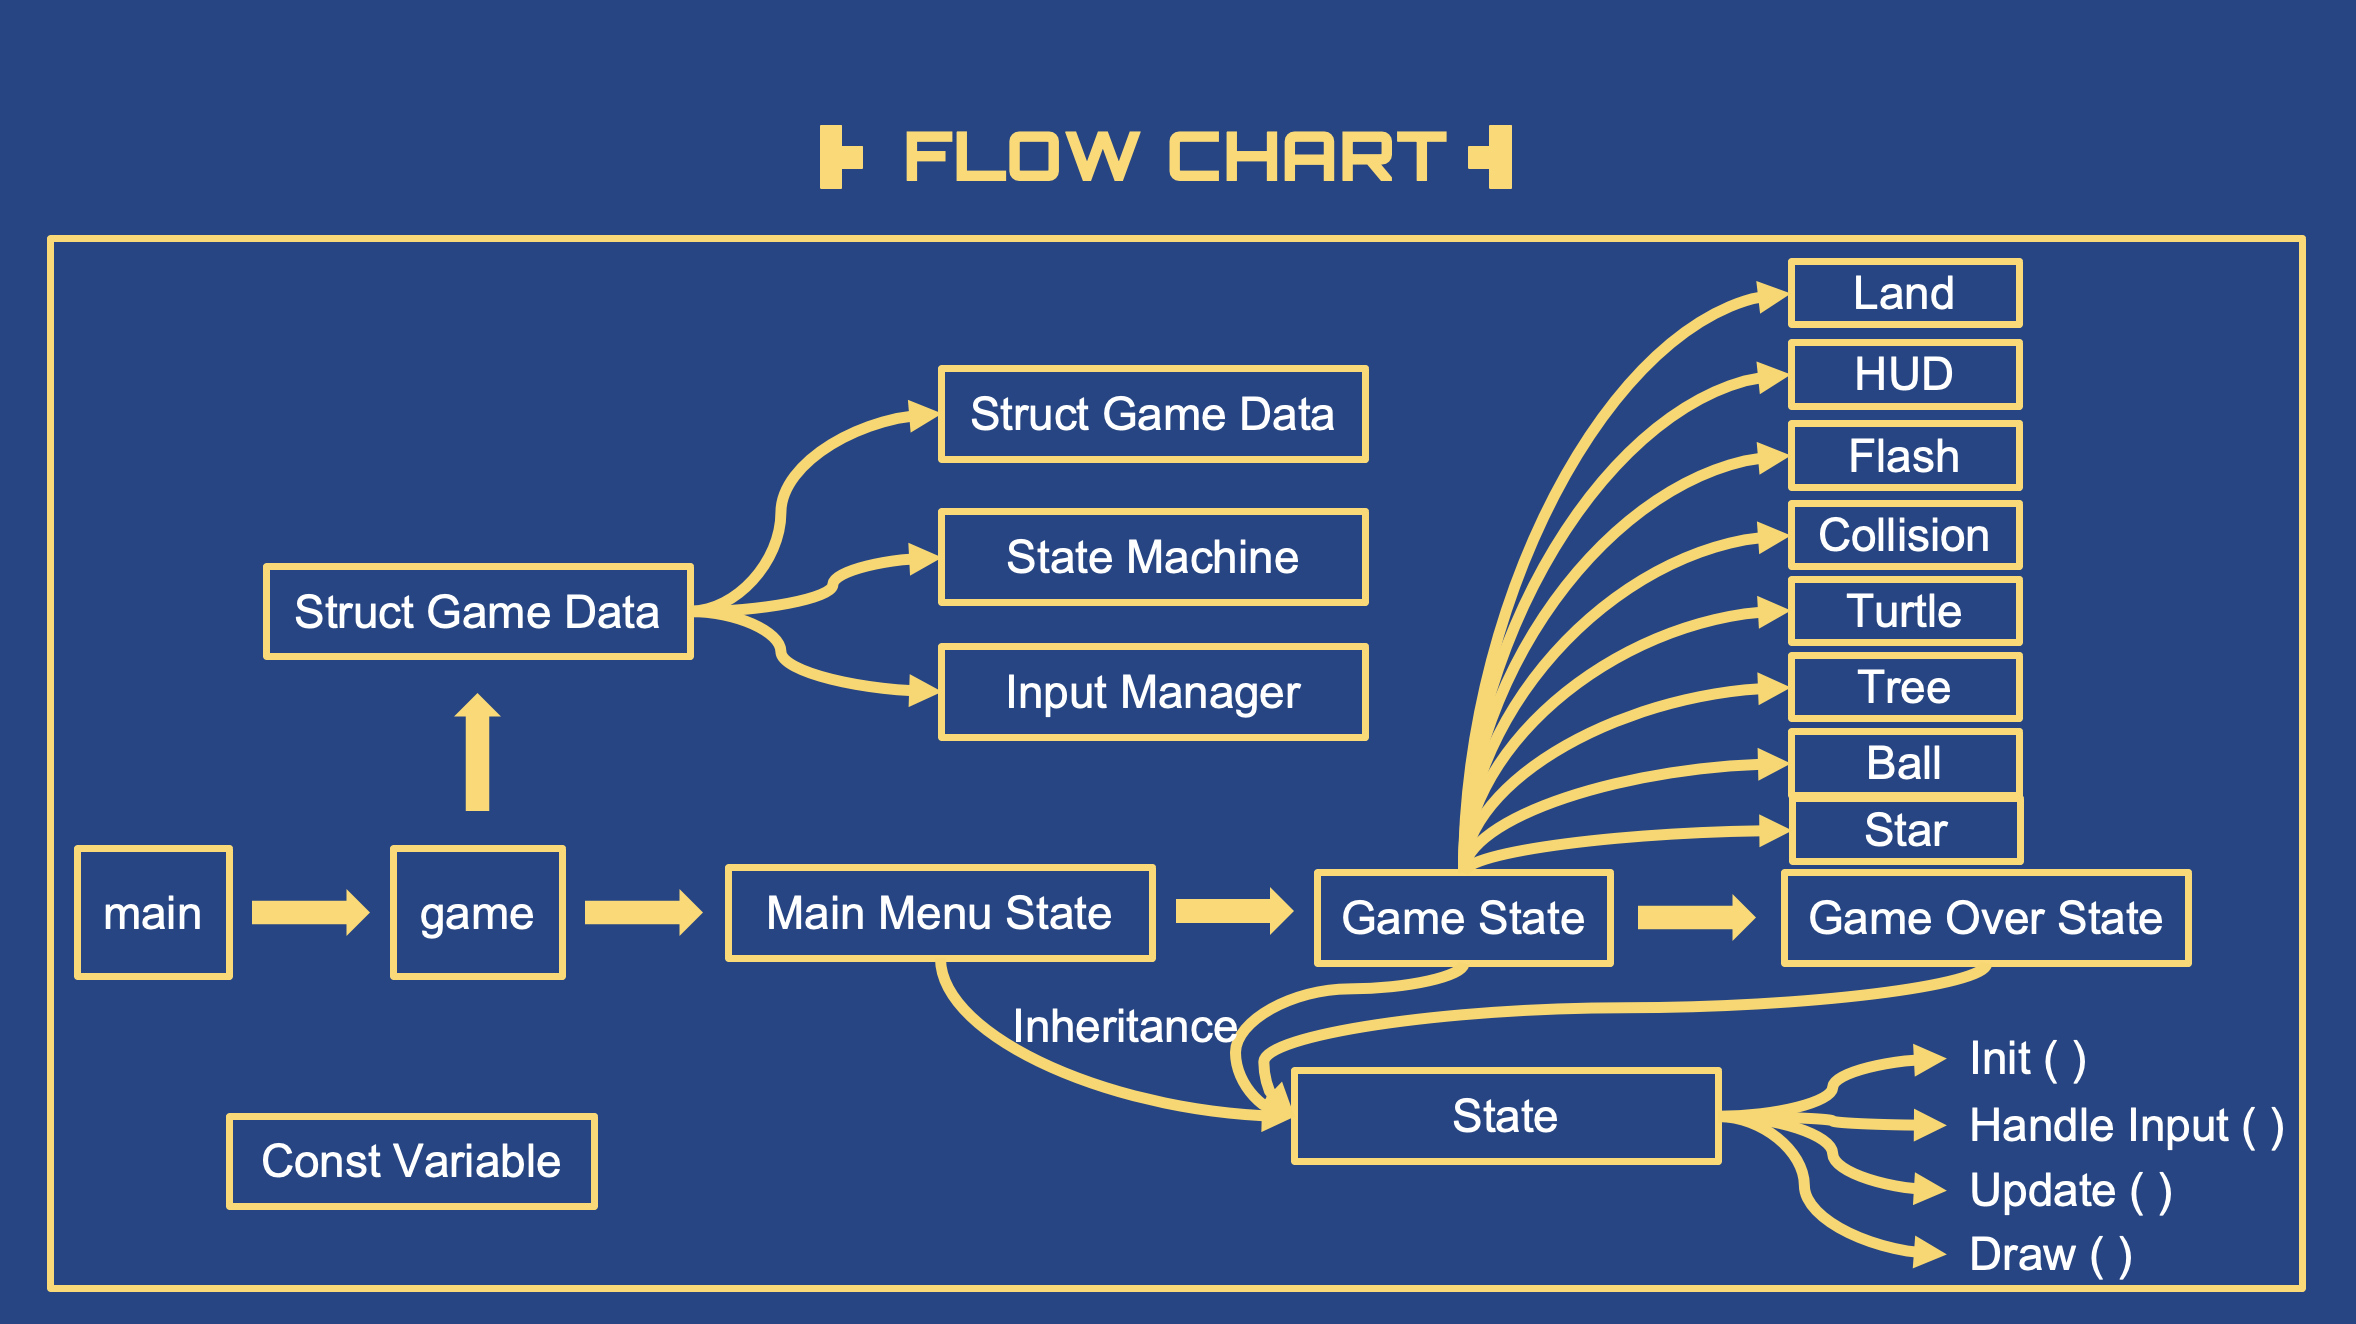 FLOW CHART
Land
HUD
Flash
Collision
Turtle
Tree
Ball
Star
Struct Game Data
State Machine
Input Manager
Struct Game Data
main
game
Main Menu State
Game State
Game Over State
Inheritance
State
Init ( )
Handle Input ( )
Update ( )
Draw ( )
Const Variable